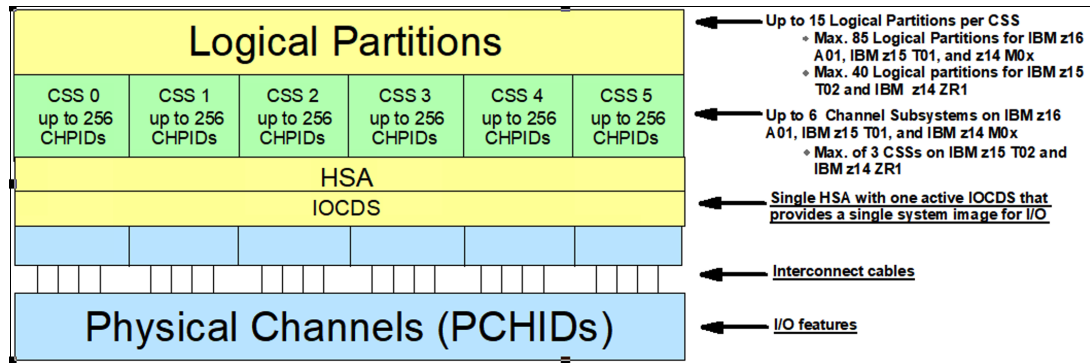 Logical Partitions
CSS 0
up to 256
CHPIDs
CSS 1
up to 256
CHPIDs
CSS 2
up to 256
CHPIDs
CSS 3
up to 256
CHPIDs
CSS 4
up to 256
CHPIDs
CSS 5
up to 256
CHPIDs
HSA
IOCDS
Physical Channels (PCHIDs)
Up to 15 Logical Partitions per CSS
Max. 85 Logical Partitions for IBM z16
A01, IBM z15 T01, and z14 M0x
Max. 40 Logical partitions for IBM z15
T02 and IBM z14 ZR1
Up to 6 Channel Subsystems on IBM z16
A01, IBM z15 T01, and IBM z14 M0x
Max. of 3 CSSs on IBM z15 T02 and
IBM z14 ZR1
Single HSA with one active IOCDS that
provides a single system image for I/O
Interconnect cables
I/O features